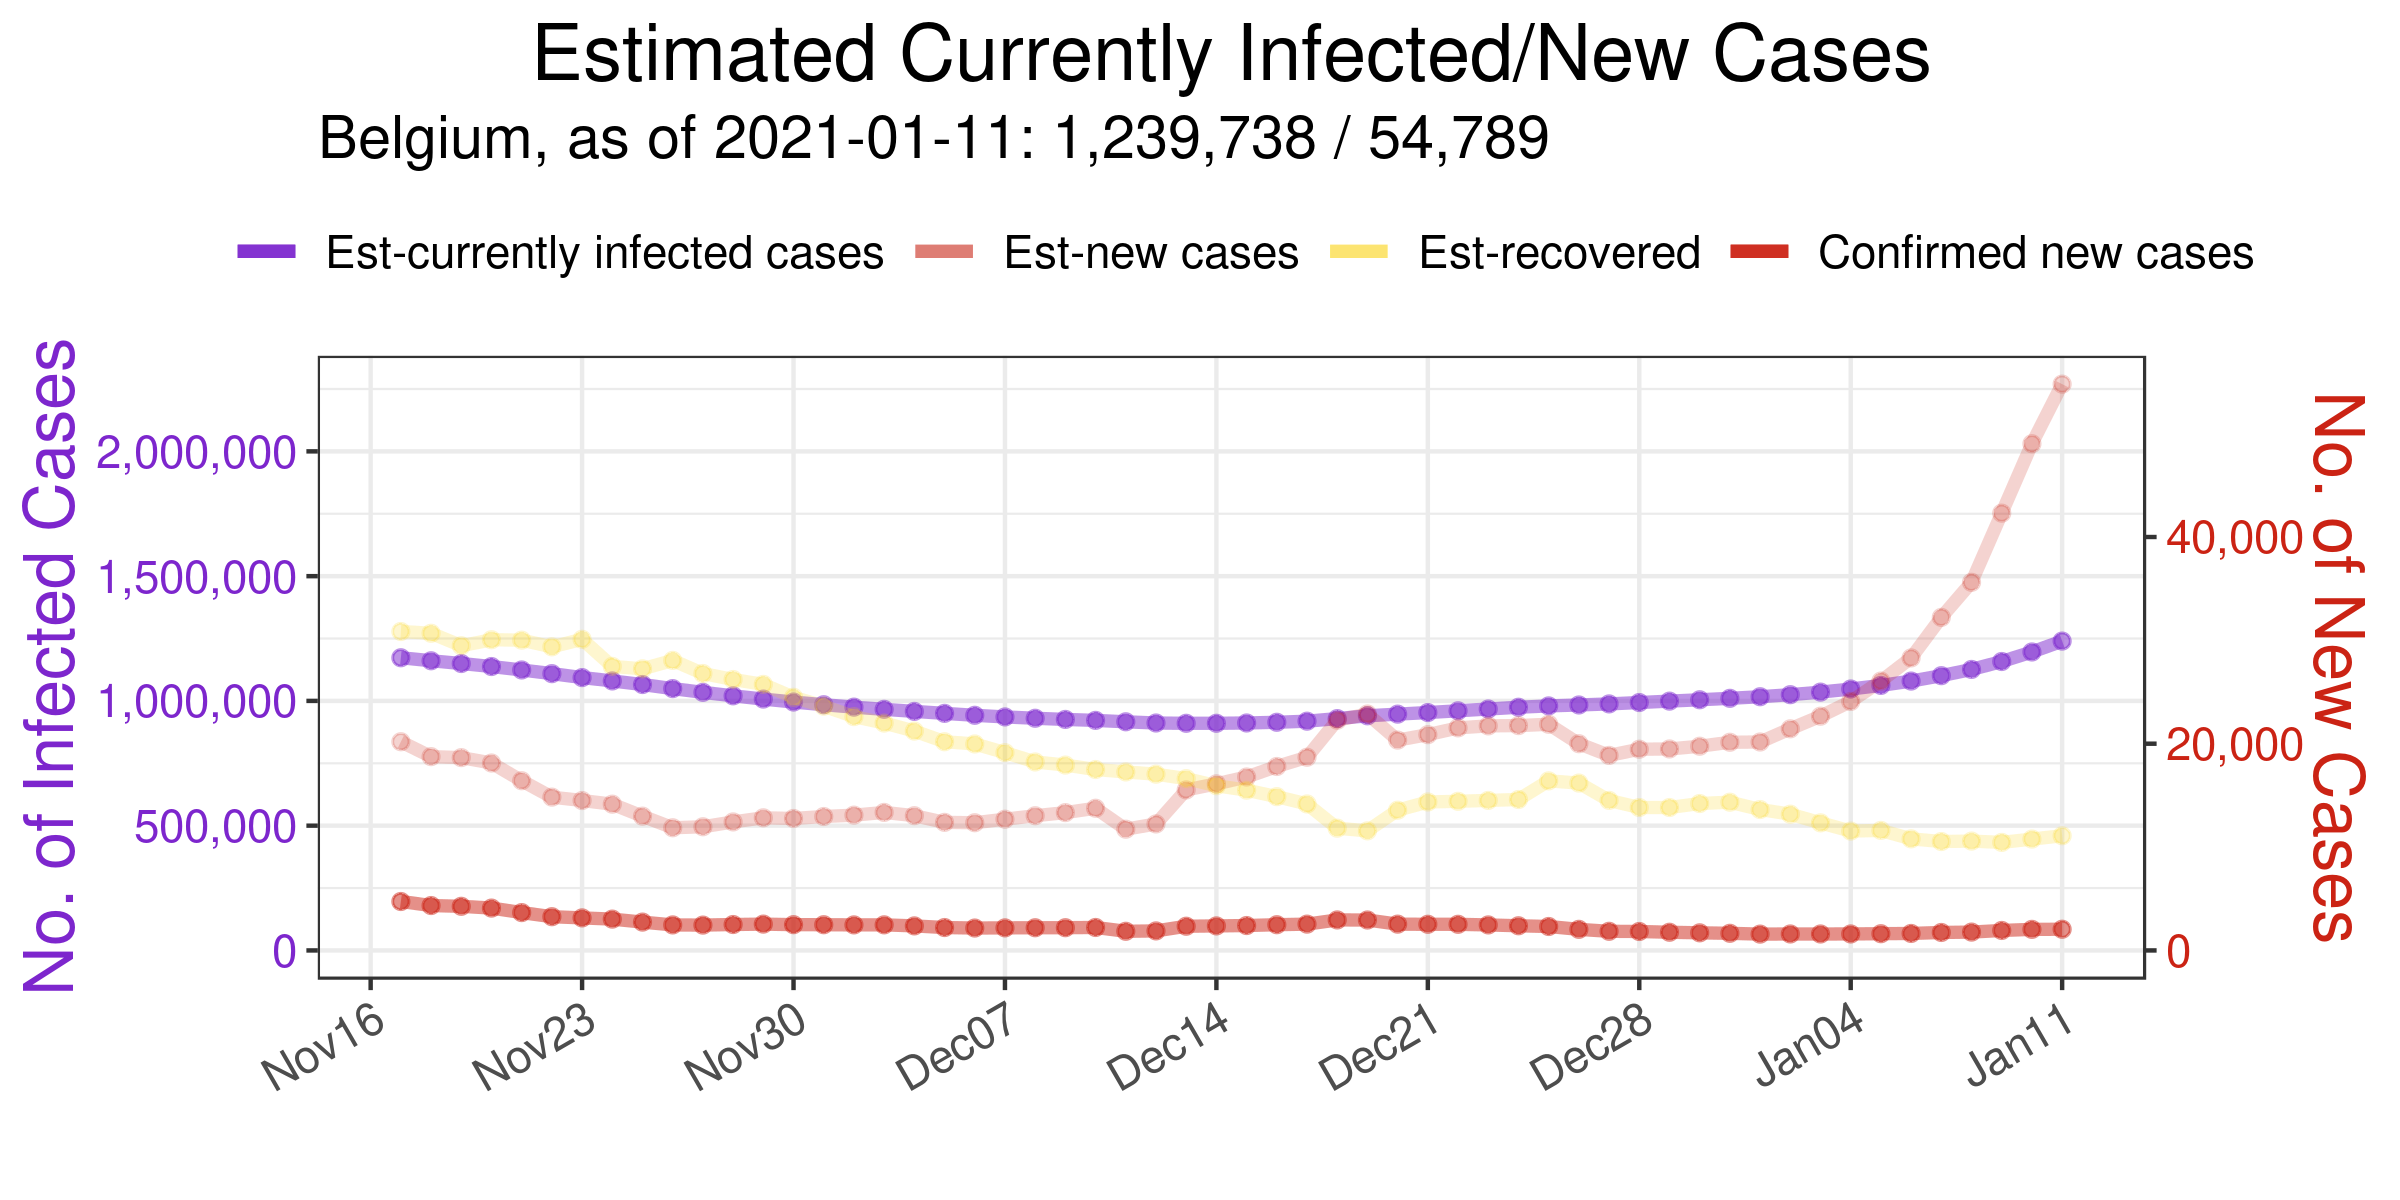 Estimated Currently Infected/New Cases
Belgium, as of 2021-01-11: 1,239,738 / 54,789
Est-currently infected cases Est-new cases Est-recovered Confirmed new cases
No. of Infected Cases
2,000,000
1,500,000
1,000,000
500,000
0
40,000
20,000
0
No. of New Cases
Nov16 Nov23 Nov30 Dec07 Dec14 Dec21 Dec28 Jan04 Jan11